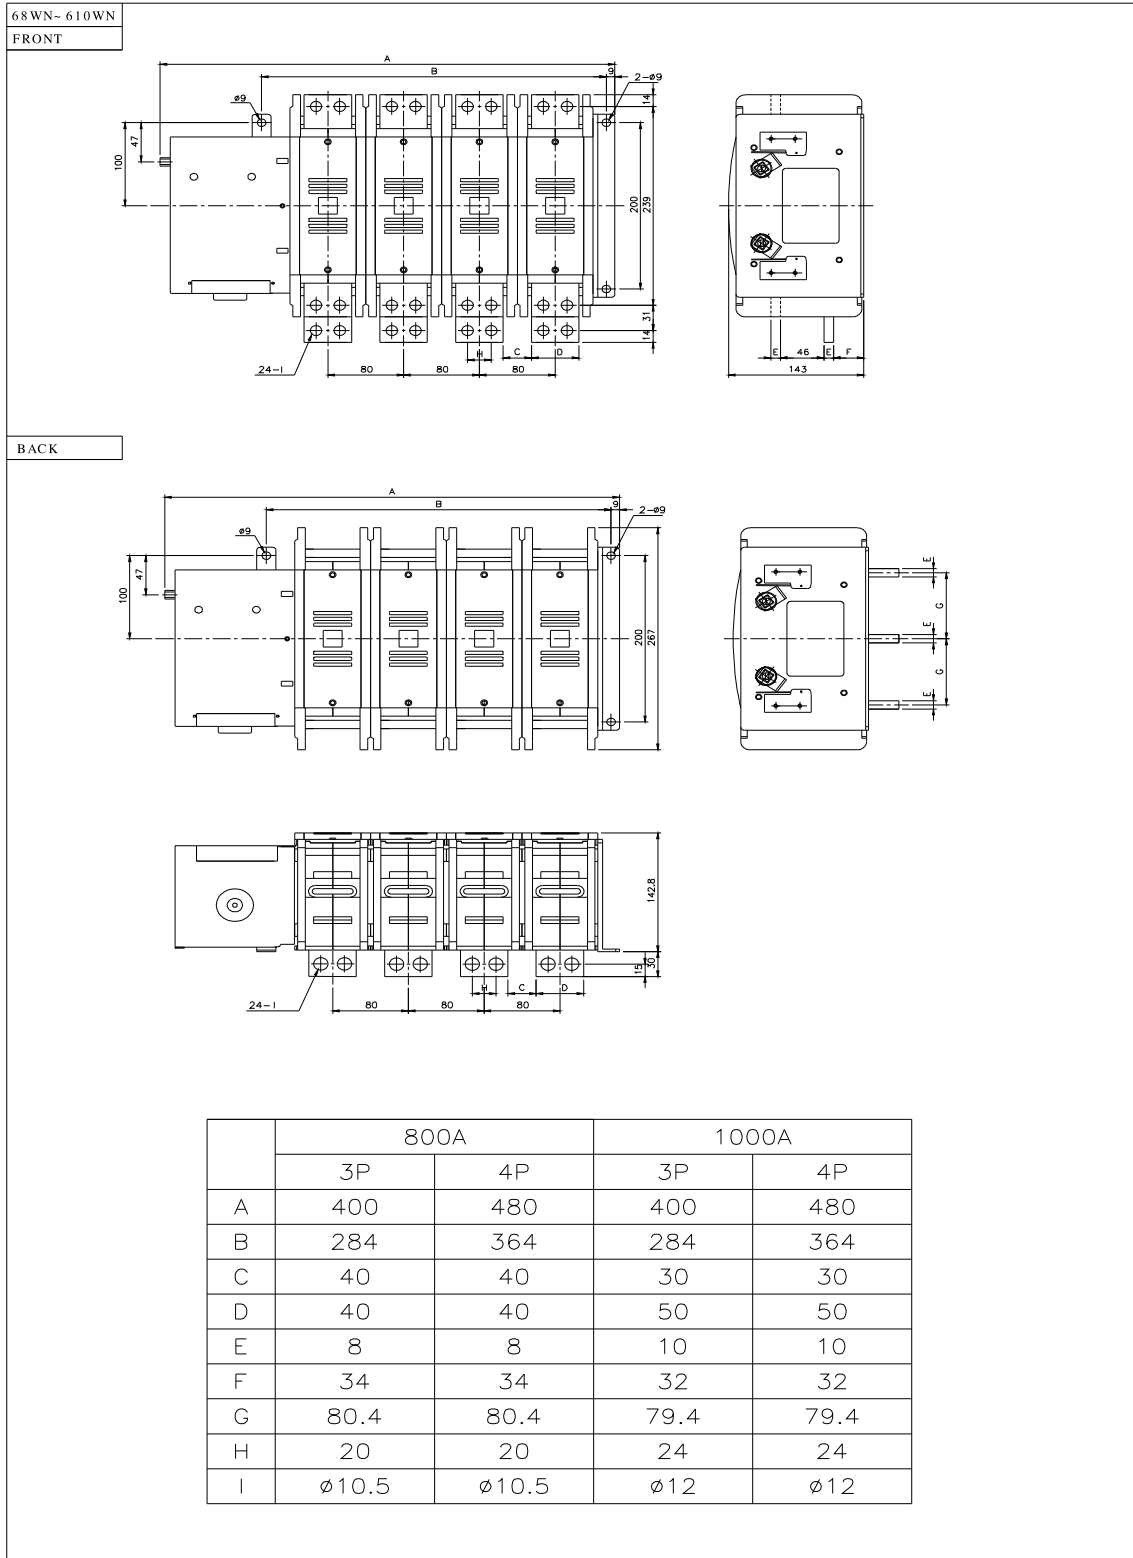 68WN~ 610WN
FRONT
A
B
9
2-ø9
ø9
14
47
100
200
239
31
14
H
C
D
24-I
80
80
80
E
46
E
F
143
BACK
A
B
9
2-ø9
ø9
47
100
200
267
E
G
E
G
E
142.8
15
30
H
C
D
24-I
80
80
80
800A 1000A
3P 4P 3P 4P
A 400 480 400 480
B 284 364 284 364
C 40 40 30 30
D 40 40 50 50
E 8 8 10 10
F 34 34 32 32
G 80.4 80.4 79.4 79.4
H 20 20 24 24
I ø10.5 ø10.5 ø12 ø12